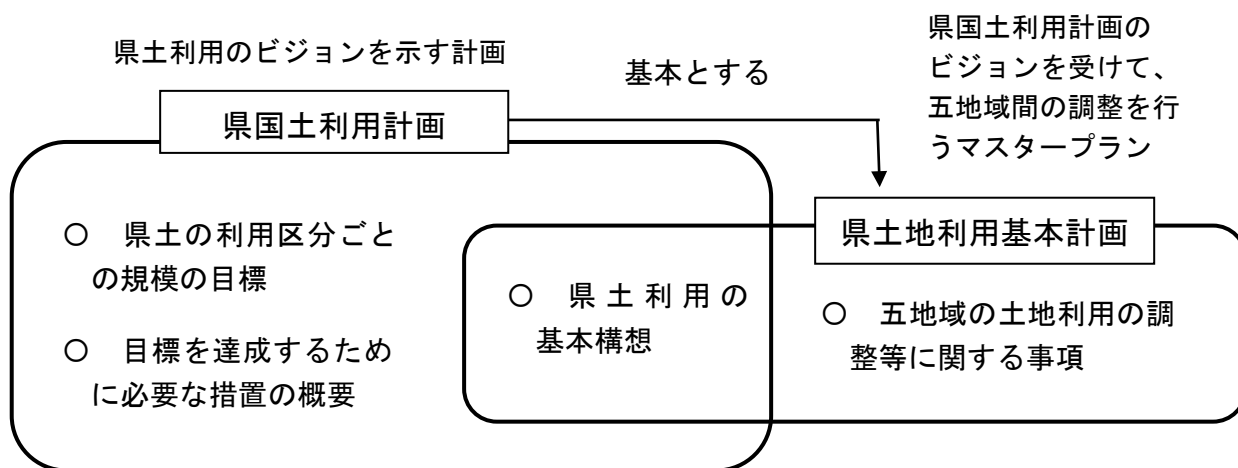 県土利用のビジョンを示す計画
県国土利用計画
基本とする
県国土利用計画の
ビジョンを受けて、
五地域間の調整を行
うマスタープラン
県土地利用基本計画
○　県土の利用区分ごと
の規模の目標
○　目標を達成するため
に必要な措置の概要
○　県土利用の
基本構想
○　五地域の土地利用の調
整等に関する事項